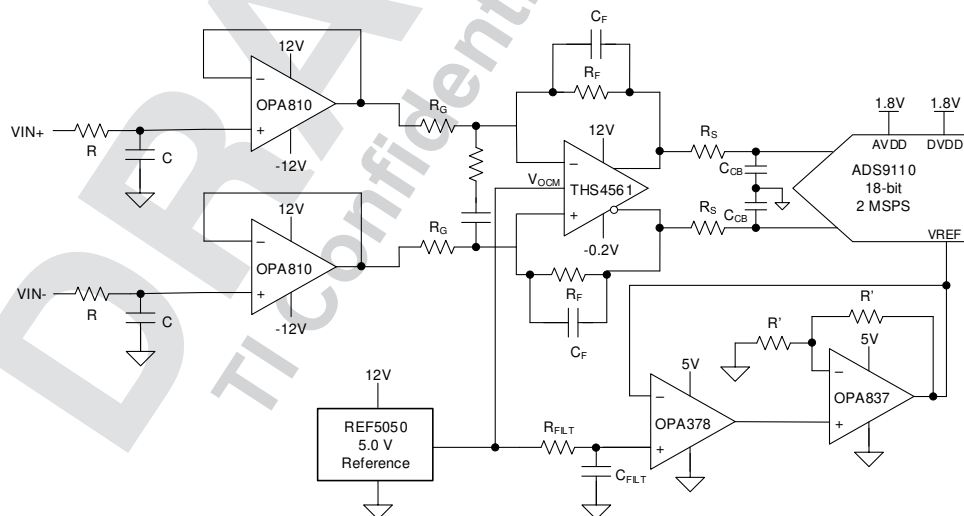 DRA
TI Confidenti
12V
OPA810
-12V
VIN+
R
C
12V
OPA810
-12V
VIN-
R
C
RG
RG
CF
RF
12V
VOCM
THS4561
-0.2V
RF
CF
RS
RS
CCB
CCB
1.8V
1.8V
AVDD
DVDD
ADS9110
18-bit
2 MSPS
VREF
12V
REF5050
5.0 V
Reference
RFILT
CFILT
5V
OPA378
R'
R'
5V
OPA837
-
+
-
+
-
+
-
+
-
+